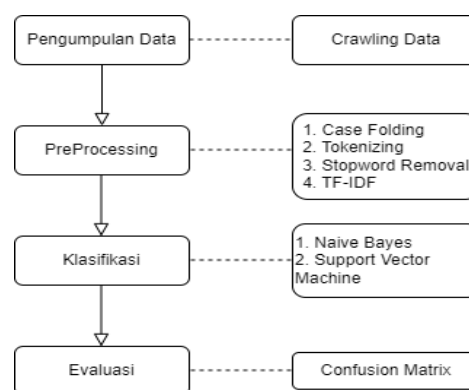 Pengumpulan Data
Crawling Data
PreProcessing
1. Case Folding
2. Tokenizing
3. Stopword Removal
4. TF-IDF
Klasifikasi
1. Naive Bayes
2. Support Vector
Machine
Evaluasi
Confusion Matrix